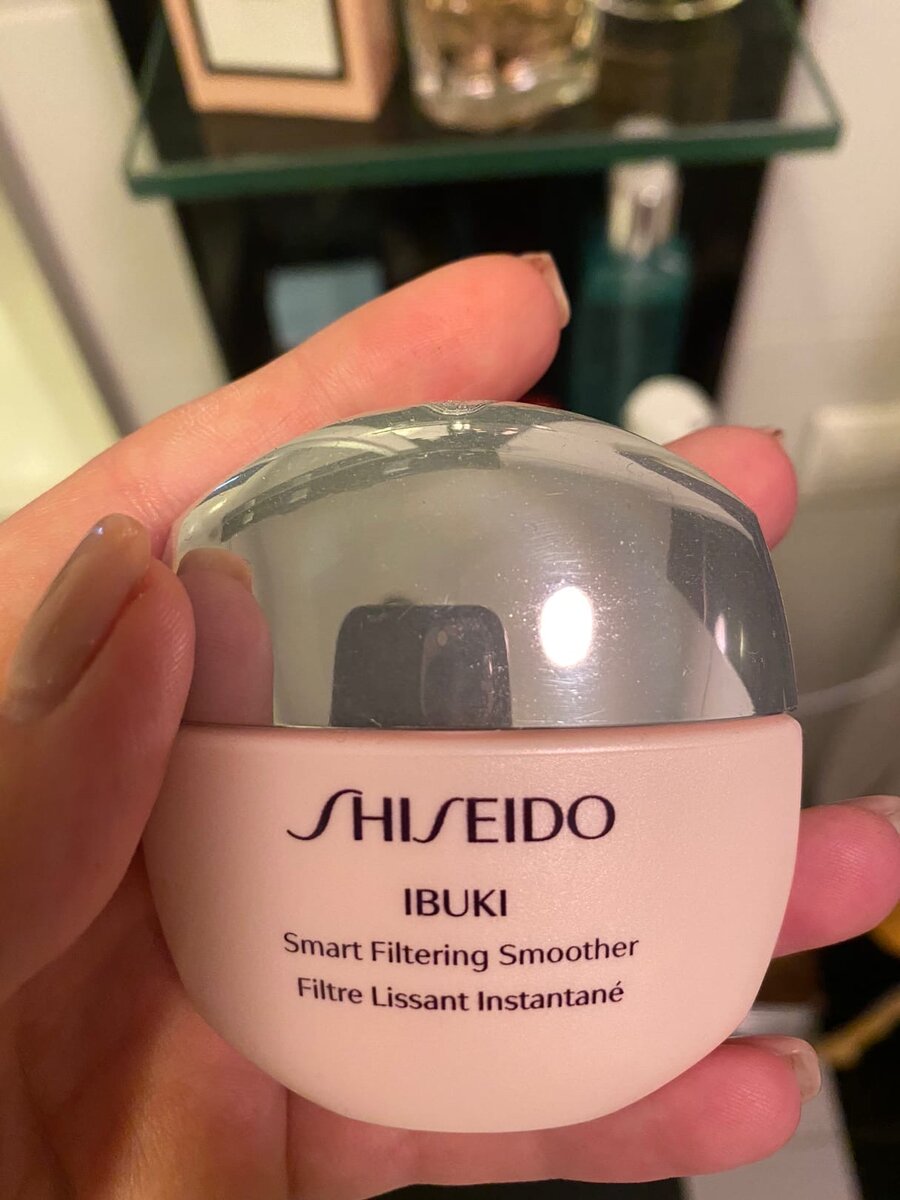 SHISEIDO
IBUKI
Smart Filtering Smoother
Filtre Lissant Instantané